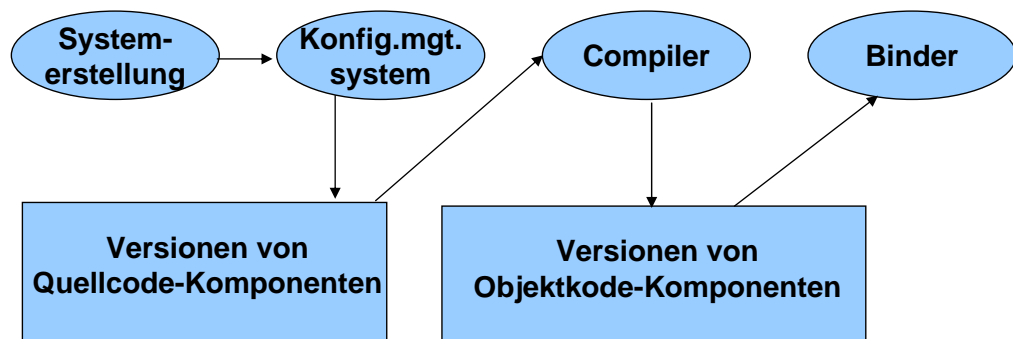 System-
erstellung
Konfig.mgt.
system
Compiler
Binder
Versionen von
Quellcode-Komponenten
Versionen von
Objektkode-Komponenten